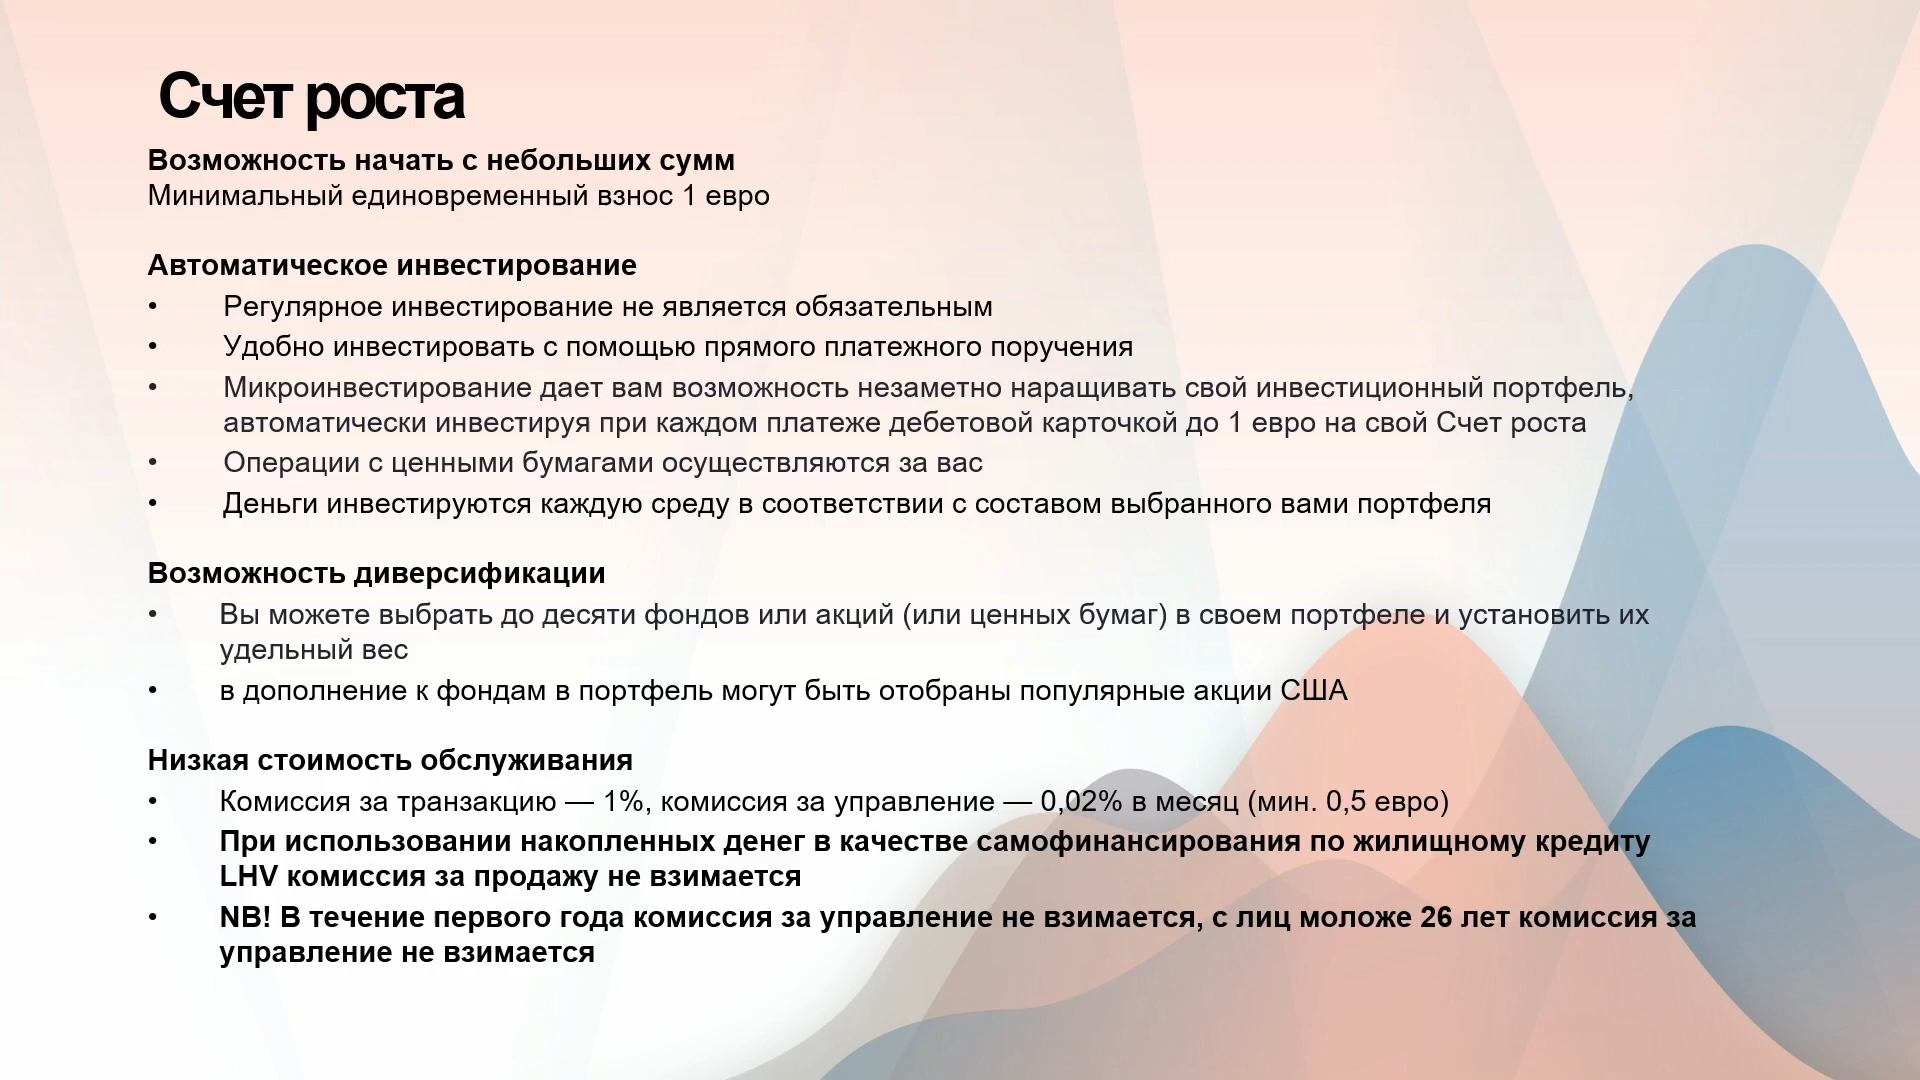 Счет роста
Возможность начать с небольших сумм
Минимальный единовременный взнос 1 евро
Автоматическое инвестирование
• Регулярное инвестирование не является обязательным
• Удобно инвестировать с помощью прямого платежного поручения
• Микроинвестирование дает вам возможность незаметно наращивать свой инвестиционный портфель,
автоматически инвестируя при каждом платеже дебетовой карточкой до 1 евро на свой Счет роста
• Операции с ценными бумагами осуществляются за вас
• Деньги инвестируются каждую среду в соответствии с составом выбранного вами портфеля
Возможность диверсификации
• Вы можете выбрать до десяти фондов или акций (или ценных бумаг) в своем портфеле и установить их
удельный вес
• в дополнение к фондам в портфель могут быть отобраны популярные акции США
Низкая стоимость обслуживания
• Комиссия за транзакцию — 1%, комиссия за управление — 0,02% в месяц (мин. 0,5 евро)
• При использовании накопленных денег в качестве самофинансирования по жилищному кредиту
LHV комиссия за продажу не взимается
• NB! В течение первого года комиссия за управление не взимается, с лиц моложе 26 лет комиссия за
управление не взимается